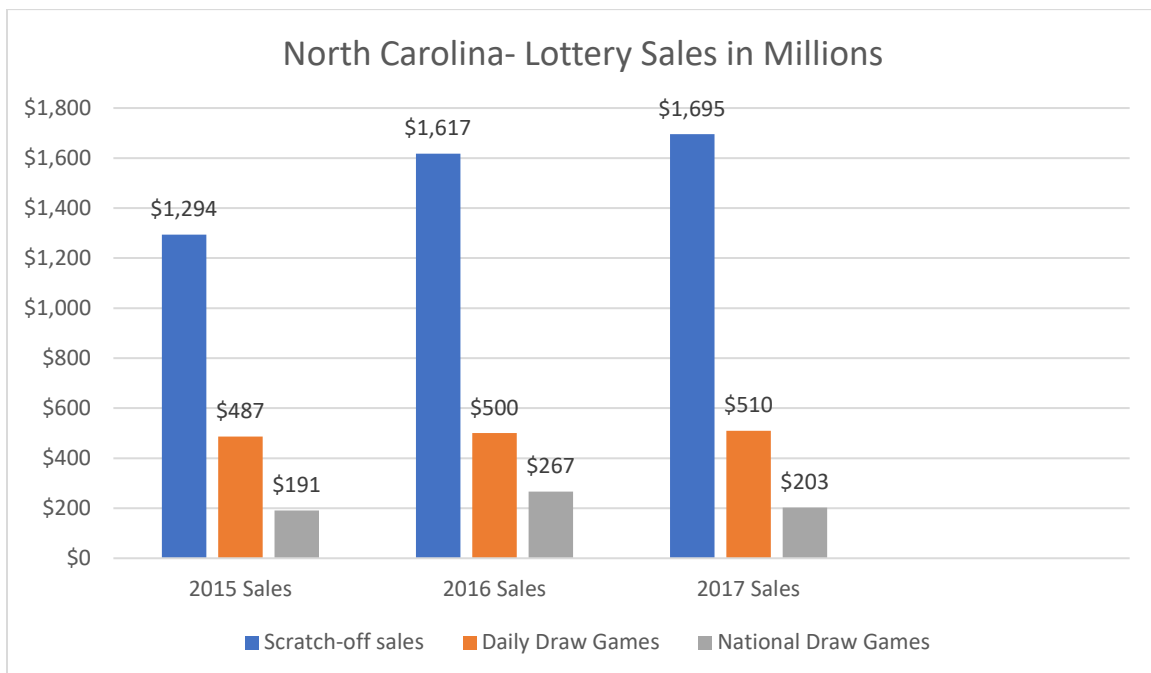 North Carolina- Lottery Sales in Millions
$1,800
$1,600
$1,400
$1,200
$1,000
$800
$600
$400
$200
$0
$1,294
$487
$191
$1,617
$500
$267
$1,695
$510
$203
2015 Sales
2016 Sales
2017 Sales
Scratch-off sales
Daily Draw Games
National Draw Games